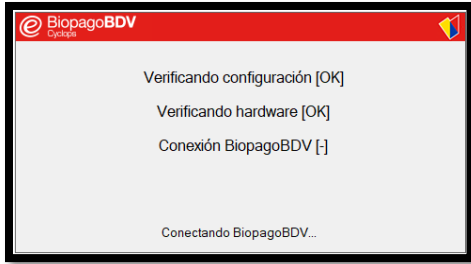 BiopagoBDV
Cyclops
Verificando configuración [OK]
Verificando hardware [OK]
Conexión BiopagoBDV [-]
Conectando BiopagoBDV...